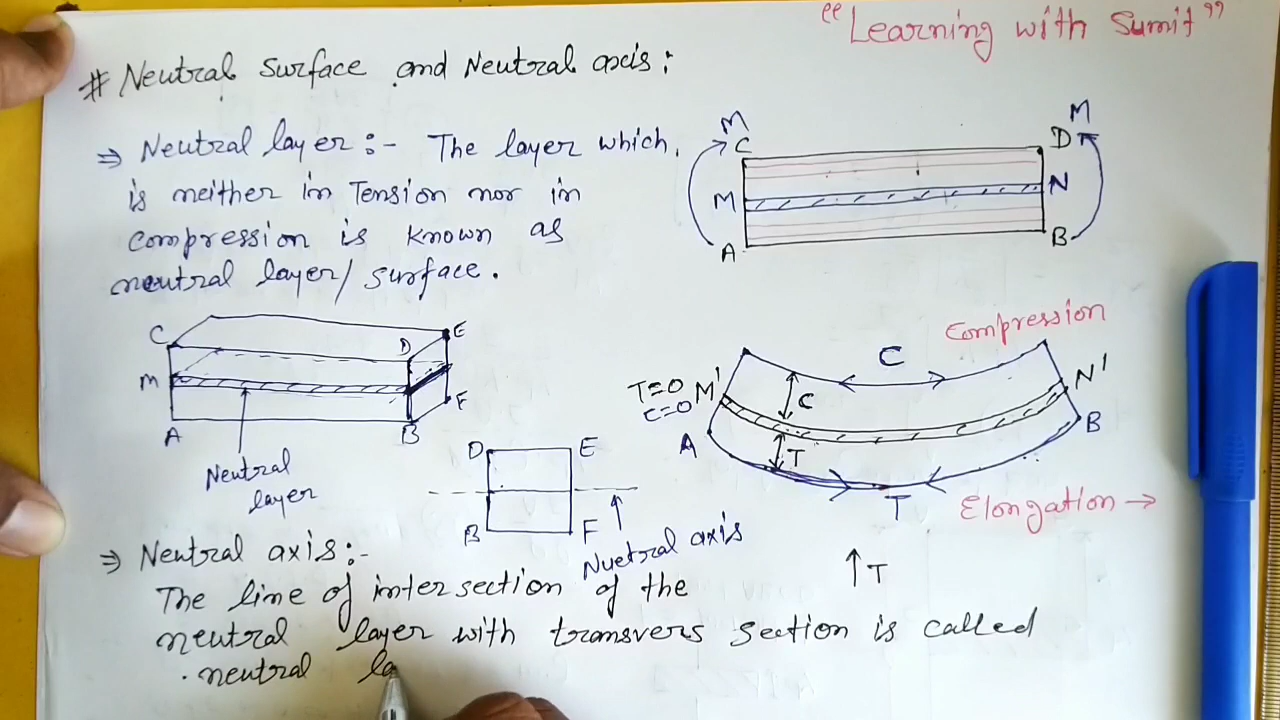 "Learning with Sumit"
# Neutral surface and Neutral axis:
⇒ Neutral layer:- The layer which,
is neither in Tension nor in
compression is known as
neutral layer/surface.
M
C
M
D
M
N
A
B
C
D
E
M
F
A
B
Neutral
layer
D
E
B
F
Nuetral axis
Compression
C
T=0
C=0
M'
N'
C
A
T
B
T
Elongation →
↑T
⇒ Neutral axis:-
The line of intersection of the
neutral layer with transvers section is called
neutral la